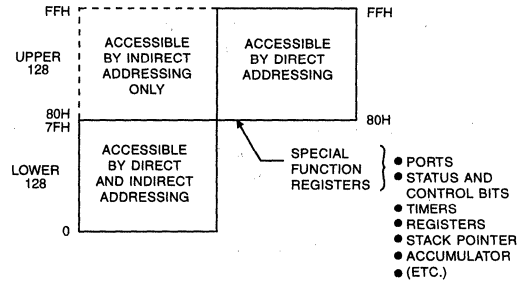 FFH
FFH
UPPER
128
ACCESSIBLE
BY INDIRECT
ADDRESSING
ONLY
ACCESSIBLE
BY DIRECT
ADDRESSING
80H
7FH
80H
LOWER
128
ACCESSIBLE
BY DIRECT
AND INDIRECT
ADDRESSING
0
SPECIAL
FUNCTION
REGISTERS
● PORTS
● STATUS AND
CONTROL BITS
● TIMERS
● REGISTERS
● STACK POINTER
● ACCUMULATOR
● (ETC.)